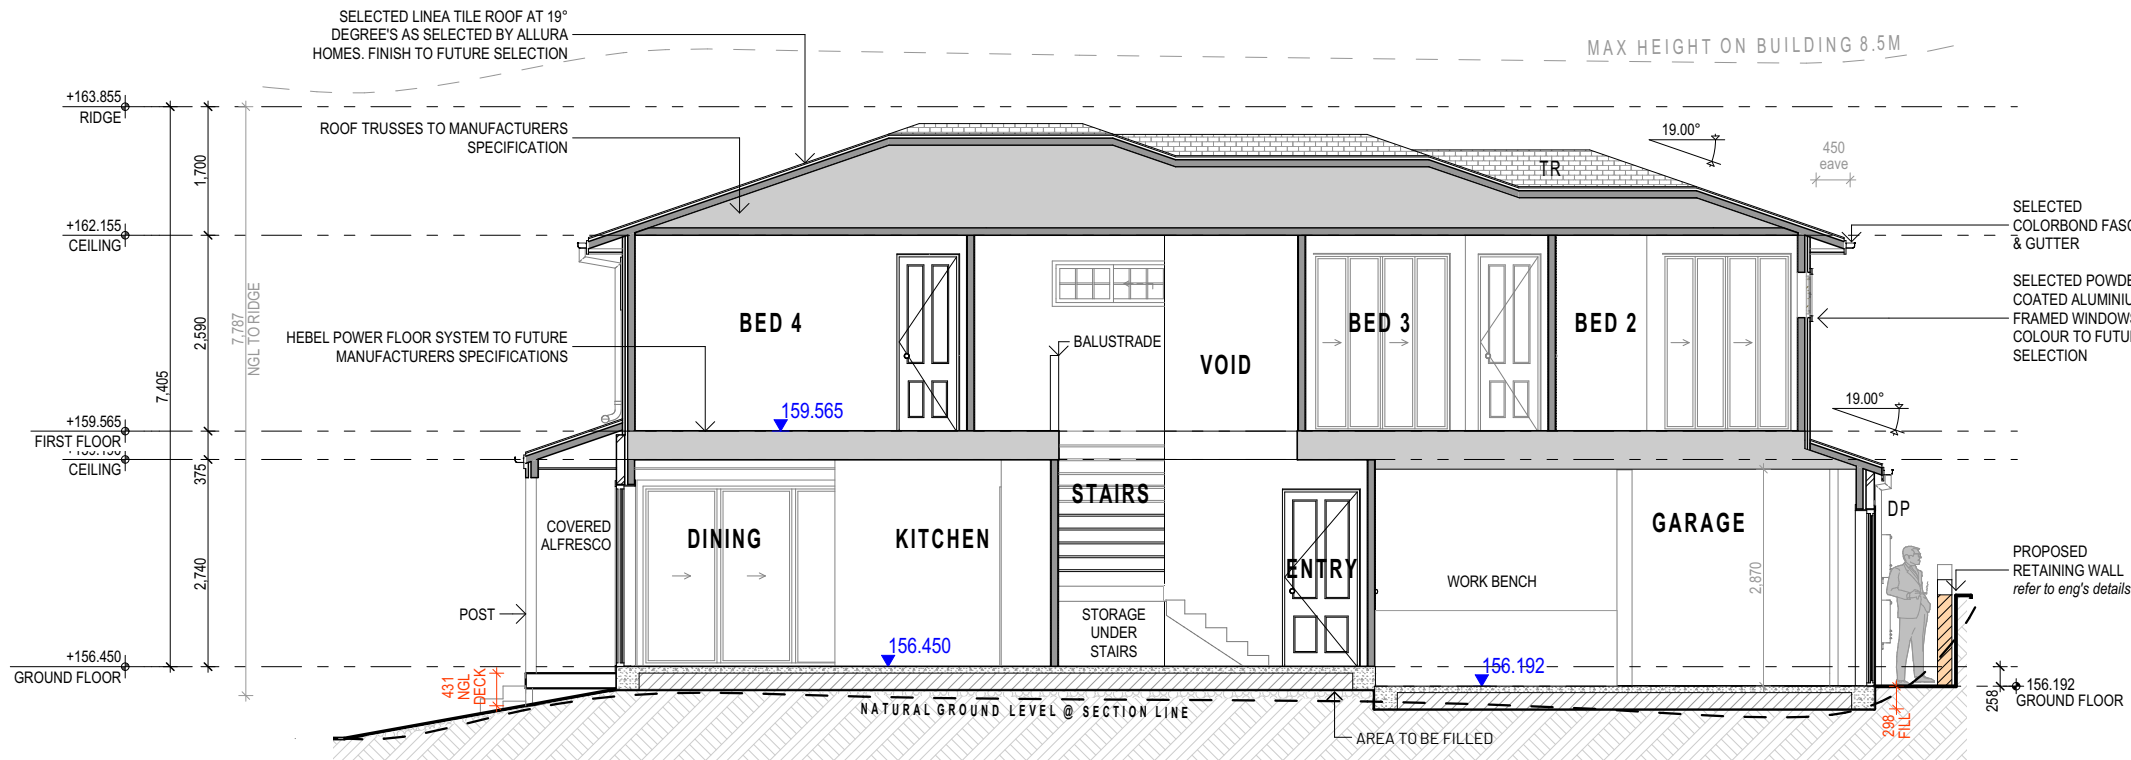 SELECTED LINEA TILE ROOF AT 19°
DEGREE'S AS SELECTED BY ALLURA
HOMES. FINISH TO FUTURE SELECTION
MAX HEIGHT ON BUILDING 8.5M
+163.855
RIDGE
ROOF TRUSSES TO MANUFACTURERS
SPECIFICATION
19.00°
450
eave
TR
1,700
+162.155
CEILING
SELECTED
COLORBOND FASC
& GUTTER
SELECTED POWDE
COATED ALUMINIU
FRAMED WINDOWS
COLOUR TO FUTUR
SELECTION
7,787
NGL TO RIDGE
2,590
7,405
HEBEL POWER FLOOR SYSTEM TO FUTURE
MANUFACTURERS SPECIFICATIONS
BED 4
BALUSTRADE
VOID
BED 3
BED 2
159.565
19.00°
+159.565
FIRST FLOOR
CEILING
375
STAIRS
COVERED
ALFRESCO
DINING
KITCHEN
GARAGE
DP
ENTRY
WORK BENCH
2,870
2,740
PROPOSED
RETAINING WALL
refer to eng's details
POST
STORAGE
UNDER
STAIRS
156.450
156.192
+156.450
GROUND FLOOR
431
NGL
DECK
258
156.192
GROUND FLOOR
298
FILL
NATURAL GROUND LEVEL @ SECTION LINE
AREA TO BE FILLED